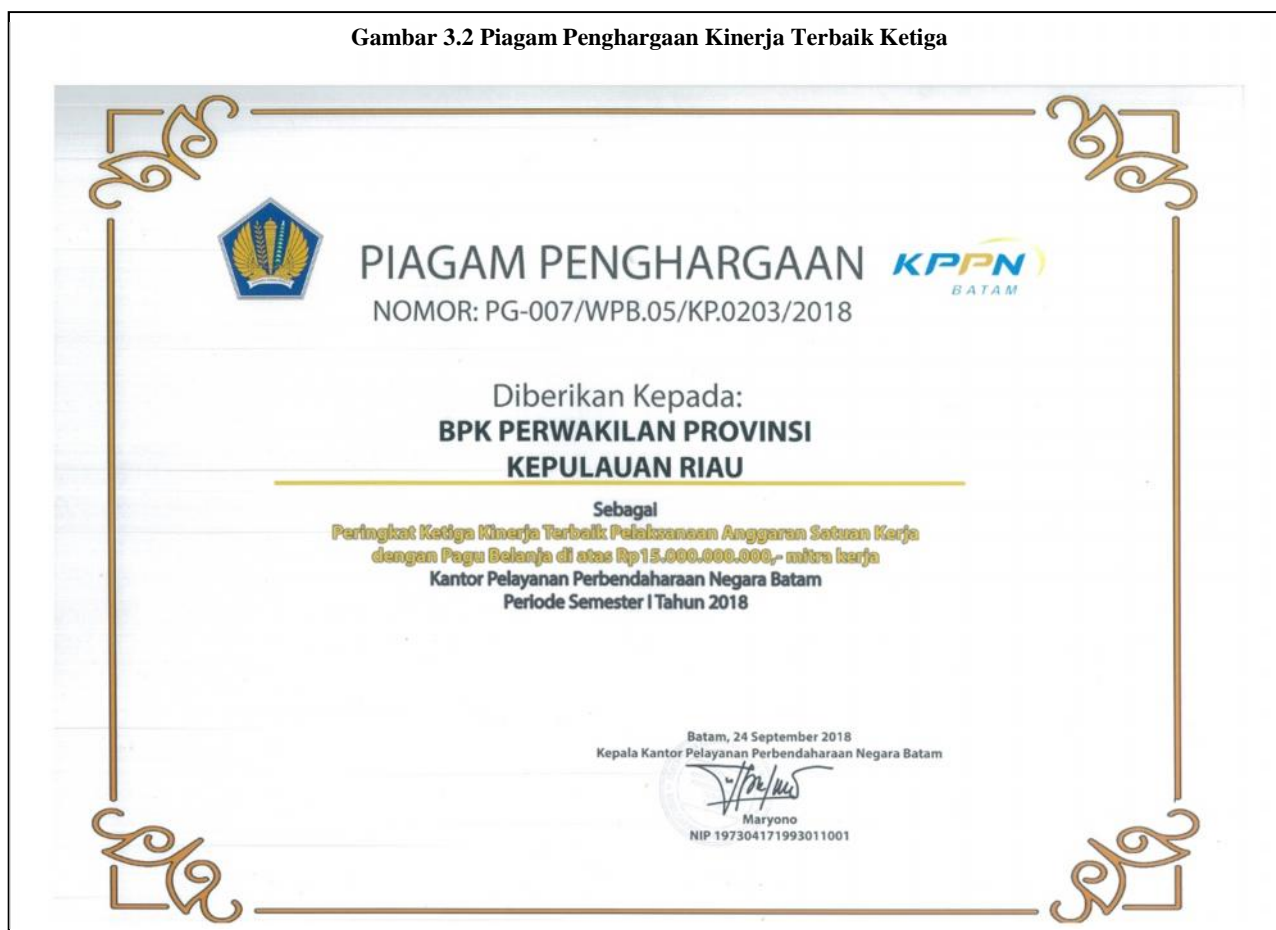 Gambar 3.2 Piagam Penghargaan Kinerja Terbaik Ketiga
PIAGAM PENGHARGAAN
KPPN
BATAM
NOMOR: PG-007/WPB.05/KP.0203/2018
Diberikan Kepada:
BPK PERWAKILAN PROVINSI
KEPULAUAN RIAU
Sebagai
Peringkat Ketiga Kinerja Terbaik Pelaksanaan Anggaran Satuan Kerja
dengan Pagu Belanja di atas Rp15.000.000.000,- mitra kerja
Kantor Pelayanan Perbendaharaan Negara Batam
Periode Semester I Tahun 2018
Batam, 24 September 2018
Kepala Kantor Pelayanan Perbendaharaan Negara Batam
Maryono
NIP 197304171993011001